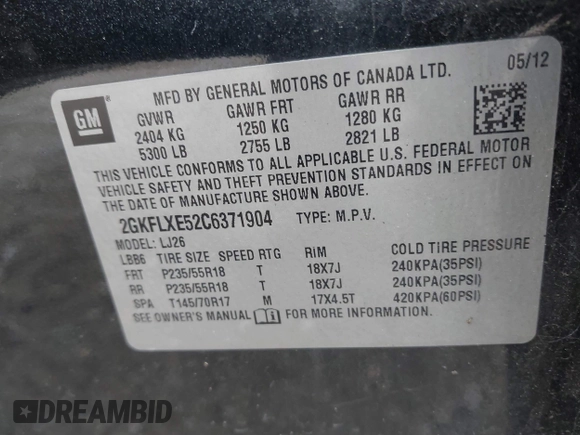 MFD BY GENERAL MOTORS OF CANADA LTD. 05/12
GM
GVWR GAWR FRT GAWR RR
2404 KG 1250 KG 1280 KG
5300 LB 2755 LB 2821 LB
THIS VEHICLE CONFORMS TO ALL APPLICABLE U.S. FEDERAL MOTOR
VEHICLE SAFETY AND THEFT PREVENTION STANDARDS IN EFFECT ON
THE DATE OF MANUFACTURE SHOWN ABOVE.
2GKFLXE52C6371904 TYPE: M.P.V.
MODEL: LJ26
LBB6 TIRE SIZE SPEED RTG RIM COLD TIRE PRESSURE
FRT P235/55R18 T 18X7J 240KPA(35PSI)
RR P235/55R18 T 18X7J 240KPA(35PSI)
SPA T145/70R17 M 17X4.5T 420KPA(60PSI)
SEE OWNER'S MANUAL FOR MORE INFORMATION.
DREAMBID